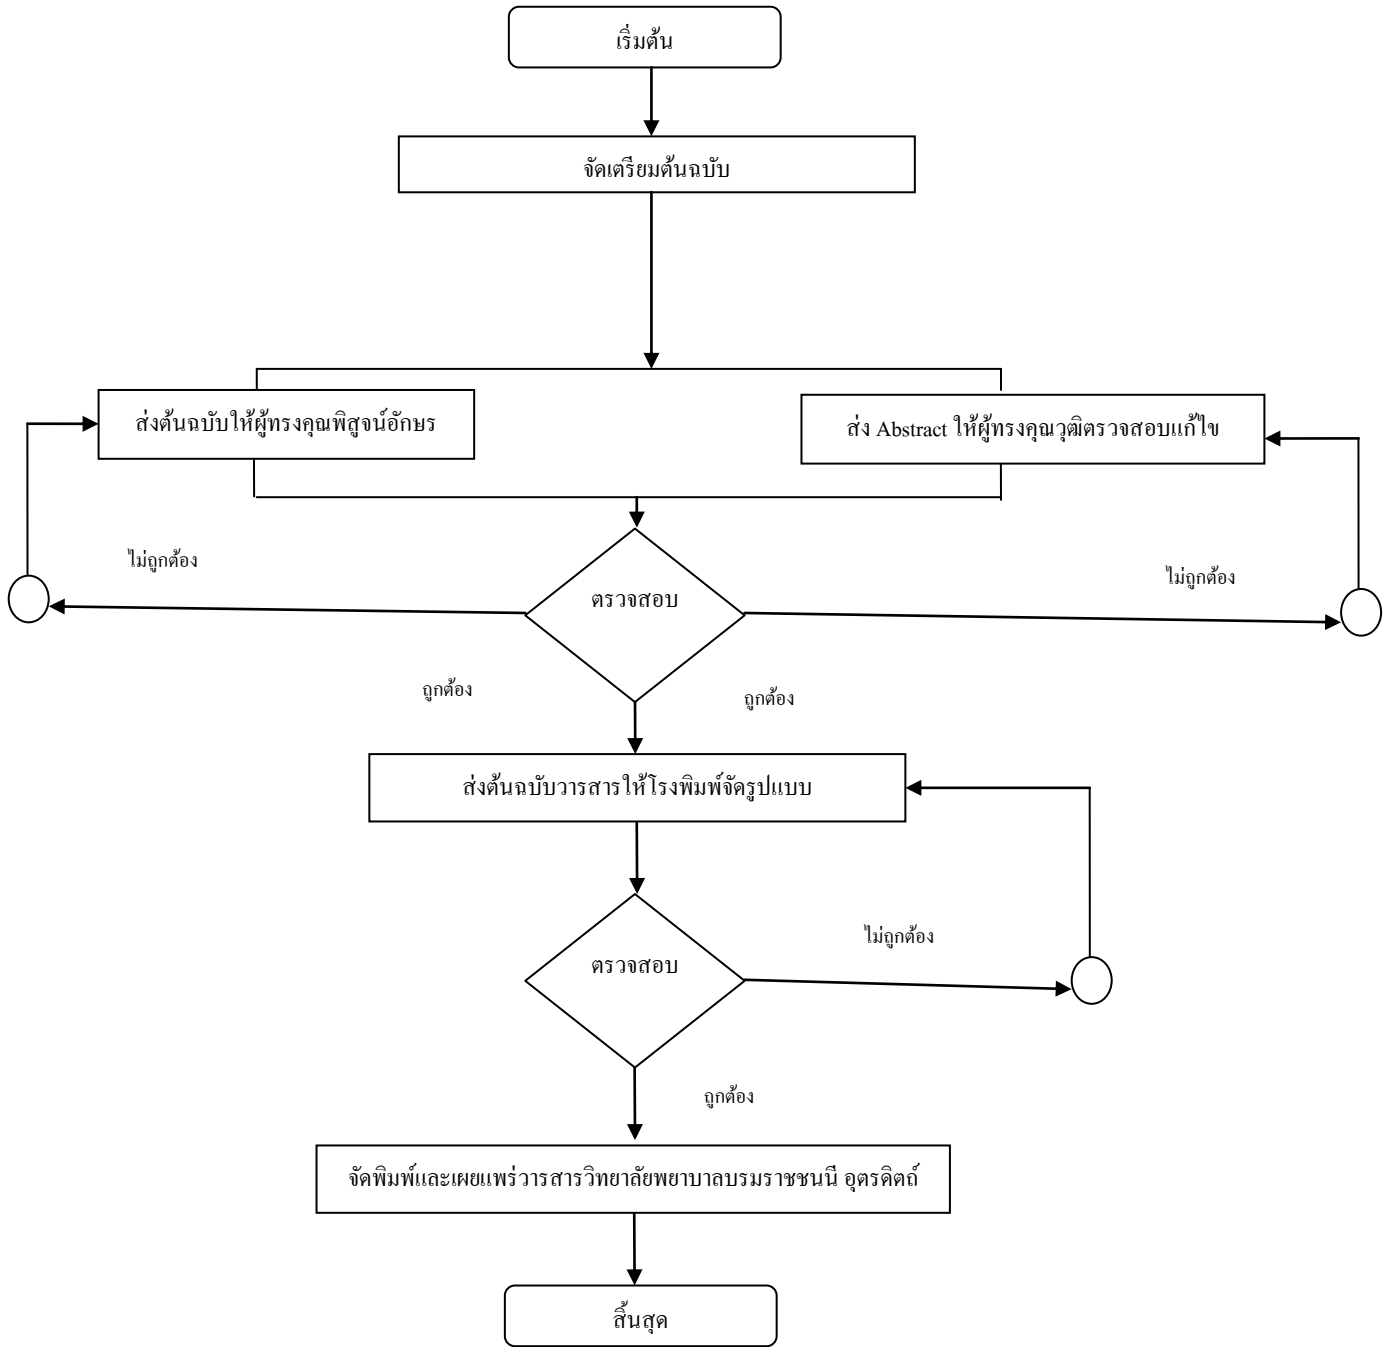 เริ่มต้น
จัดเตรียมต้นฉบับ
ส่งต้นฉบับให้ผู้ทรงคุณพิสูจน์อักษร
ส่ง Abstract ให้ผู้ทรงคุณวุฒิตรวจสอบแก้ไข
ไม่ถูกต้อง
ตรวจสอบ
ไม่ถูกต้อง
ถูกต้อง
ถูกต้อง
ส่งต้นฉบับวารสารให้โรงพิมพ์จัดรูปแบบ
ไม่ถูกต้อง
ตรวจสอบ
ถูกต้อง
จัดพิมพ์และเผยแพร่วารสารวิทยาลัยพยาบาลบรมราชชนนี อุตรดิตถ์
สิ้นสุด